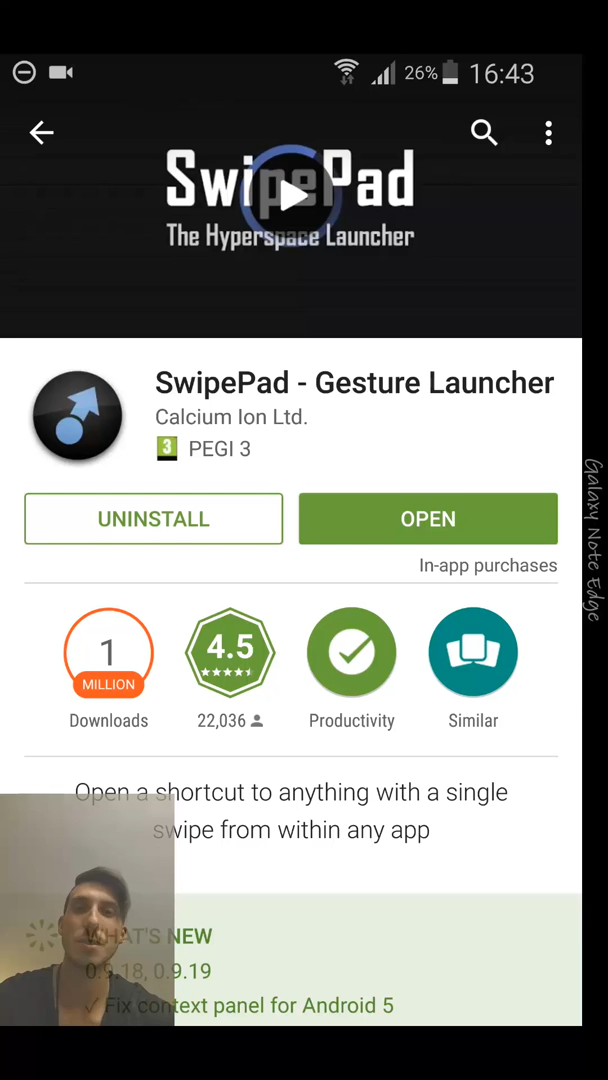 26% 16:43
SwipePad
The Hyperspace Launcher
SwipePad - Gesture Launcher
Calcium Ion Ltd.
3 PEGI 3
UNINSTALL OPEN
In-app purchases
1 MILLION
4.5
Downloads 22,036 Productivity Similar
Open a shortcut to anything with a single
swipe from within any app
WHAT'S NEW
0.9.18, 0.9.19
✓ Fix context panel for Android 5
Galaxy Note Edge